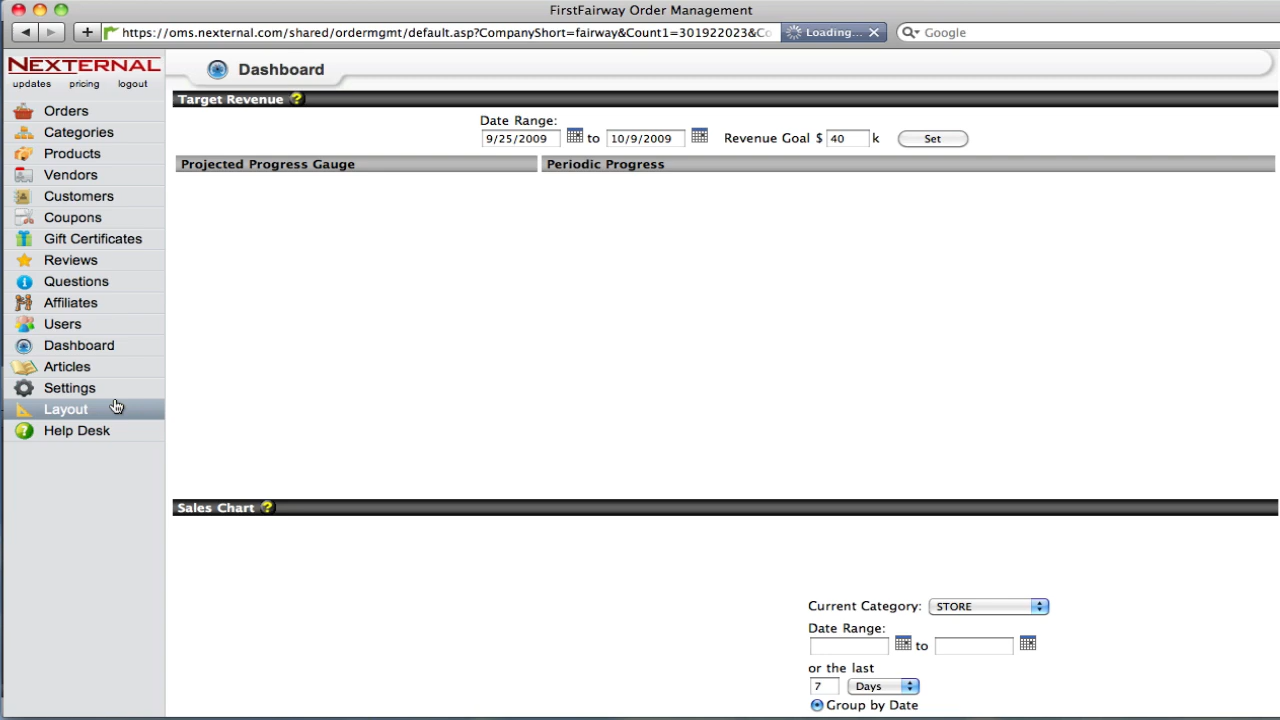 FirstFairway Order Management
https://oms.nexternal.com/shared/ordermgmt/default.asp?CompanyShort=fairway&Count1=301922023&Co
Loading...
Google
NEXTERNAL
updates pricing logout
Dashboard
Orders
Categories
Products
Vendors
Customers
Coupons
Gift Certificates
Reviews
Questions
Affiliates
Users
Dashboard
Articles
Settings
Layout
Help Desk
Target Revenue ?
Date Range:
9/25/2009 to 10/9/2009 Revenue Goal $ 40 k Set
Projected Progress Gauge Periodic Progress
Sales Chart ?
Current Category: STORE
Date Range:
to
or the last
7 Days
Group by Date